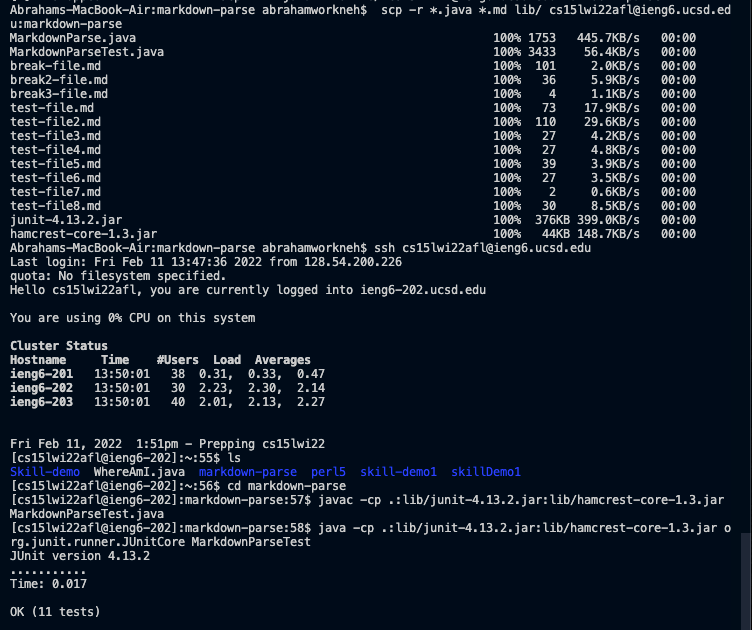 Abrahams-MacBook-Air:markdown-parse abrahamworkneh$  scp -r *.java *.md lib/ cs15lwi22afl@ieng6.ucsd.ed
u:markdown-parse
MarkdownParse.java                                                   100% 1753   445.7KB/s   00:00
MarkdownParseTest.java                                               100% 3433    56.4KB/s   00:00
break-file.md                                                        100%  101     2.0KB/s   00:00
break2-file.md                                                       100%   36     5.9KB/s   00:00
break3-file.md                                                       100%    4     1.1KB/s   00:00
test-file.md                                                         100%   73    17.9KB/s   00:00
test-file2.md                                                        100%  110    29.6KB/s   00:00
test-file3.md                                                        100%   27     4.2KB/s   00:00
test-file4.md                                                        100%   27     4.8KB/s   00:00
test-file5.md                                                        100%   39     3.9KB/s   00:00
test-file6.md                                                        100%   27     3.5KB/s   00:00
test-file7.md                                                        100%    2     0.6KB/s   00:00
test-file8.md                                                        100%   30     8.5KB/s   00:00
junit-4.13.2.jar                                                     100%  376KB 399.0KB/s   00:00
hamcrest-core-1.3.jar                                                100%   44KB 148.7KB/s   00:00
Abrahams-MacBook-Air:markdown-parse abrahamworkneh$ ssh cs15lwi22afl@ieng6.ucsd.edu
Last login: Fri Feb 11 13:47:36 2022 from 128.54.200.226
quota: No filesystem specified.
Hello cs15lwi22afl, you are currently logged into ieng6-202.ucsd.edu
You are using 0% CPU on this system
Cluster Status
Hostname     Time    #Users  Load  Averages
ieng6-201   13:50:01   38  0.31,  0.33,  0.47
ieng6-202   13:50:01   30  2.23,  2.30,  2.14
ieng6-203   13:50:01   40  2.01,  2.13,  2.27
Fri Feb 11, 2022  1:51pm - Prepping cs15lwi22
[cs15lwi22afl@ieng6-202]:~:55$ ls
Skill-demo  WhereAmI.java  markdown-parse  perl5  skill-demo1  skillDemo1
[cs15lwi22afl@ieng6-202]:~:56$ cd markdown-parse
[cs15lwi22afl@ieng6-202]:markdown-parse:57$ javac -cp .:lib/junit-4.13.2.jar:lib/hamcrest-core-1.3.jar
MarkdownParseTest.java
[cs15lwi22afl@ieng6-202]:markdown-parse:58$ java -cp .:lib/junit-4.13.2.jar:lib/hamcrest-core-1.3.jar o
rg.junit.runner.JUnitCore MarkdownParseTest
JUnit version 4.13.2
...........
Time: 0.017
OK (11 tests)